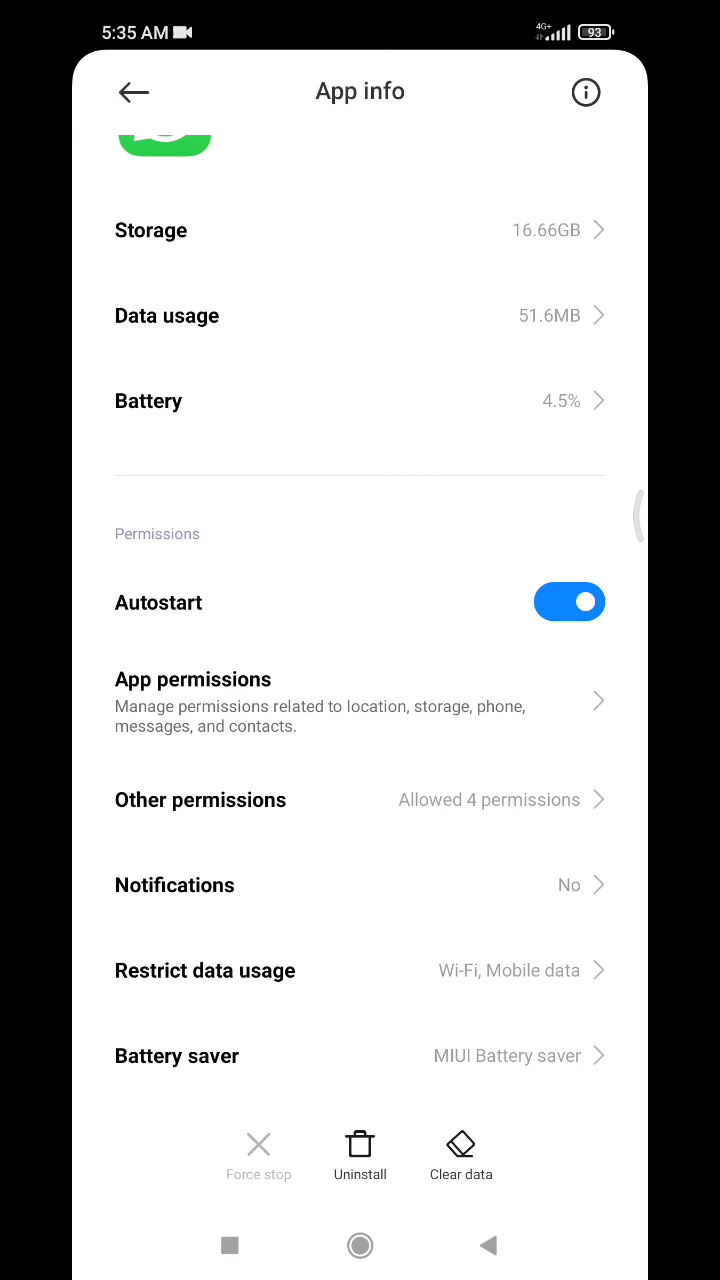 5:35 AM
4G+
93
App info
Storage
16.66GB
Data usage
51.6MB
Battery
4.5%
Permissions
Autostart
App permissions
Manage permissions related to location, storage, phone,
messages, and contacts.
Other permissions
Allowed 4 permissions
Notifications
No
Restrict data usage
Wi-Fi, Mobile data
Battery saver
MIUI Battery saver
Force stop
Uninstall
Clear data